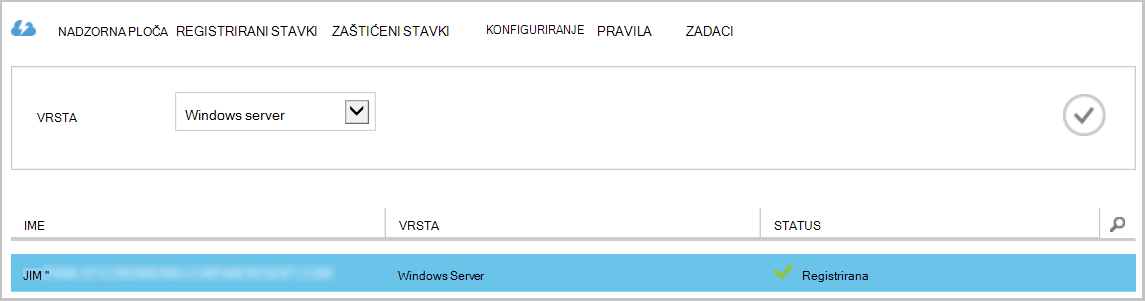 NADZORNA PLOČA REGISTRIRANI STAVKI ZAŠTIĆENI STAVKI KONFIGURIRANJE PRAVILA ZADACI
VRSTA Windows server
IME VRSTA STATUS
JIM " Windows Server Registrirana